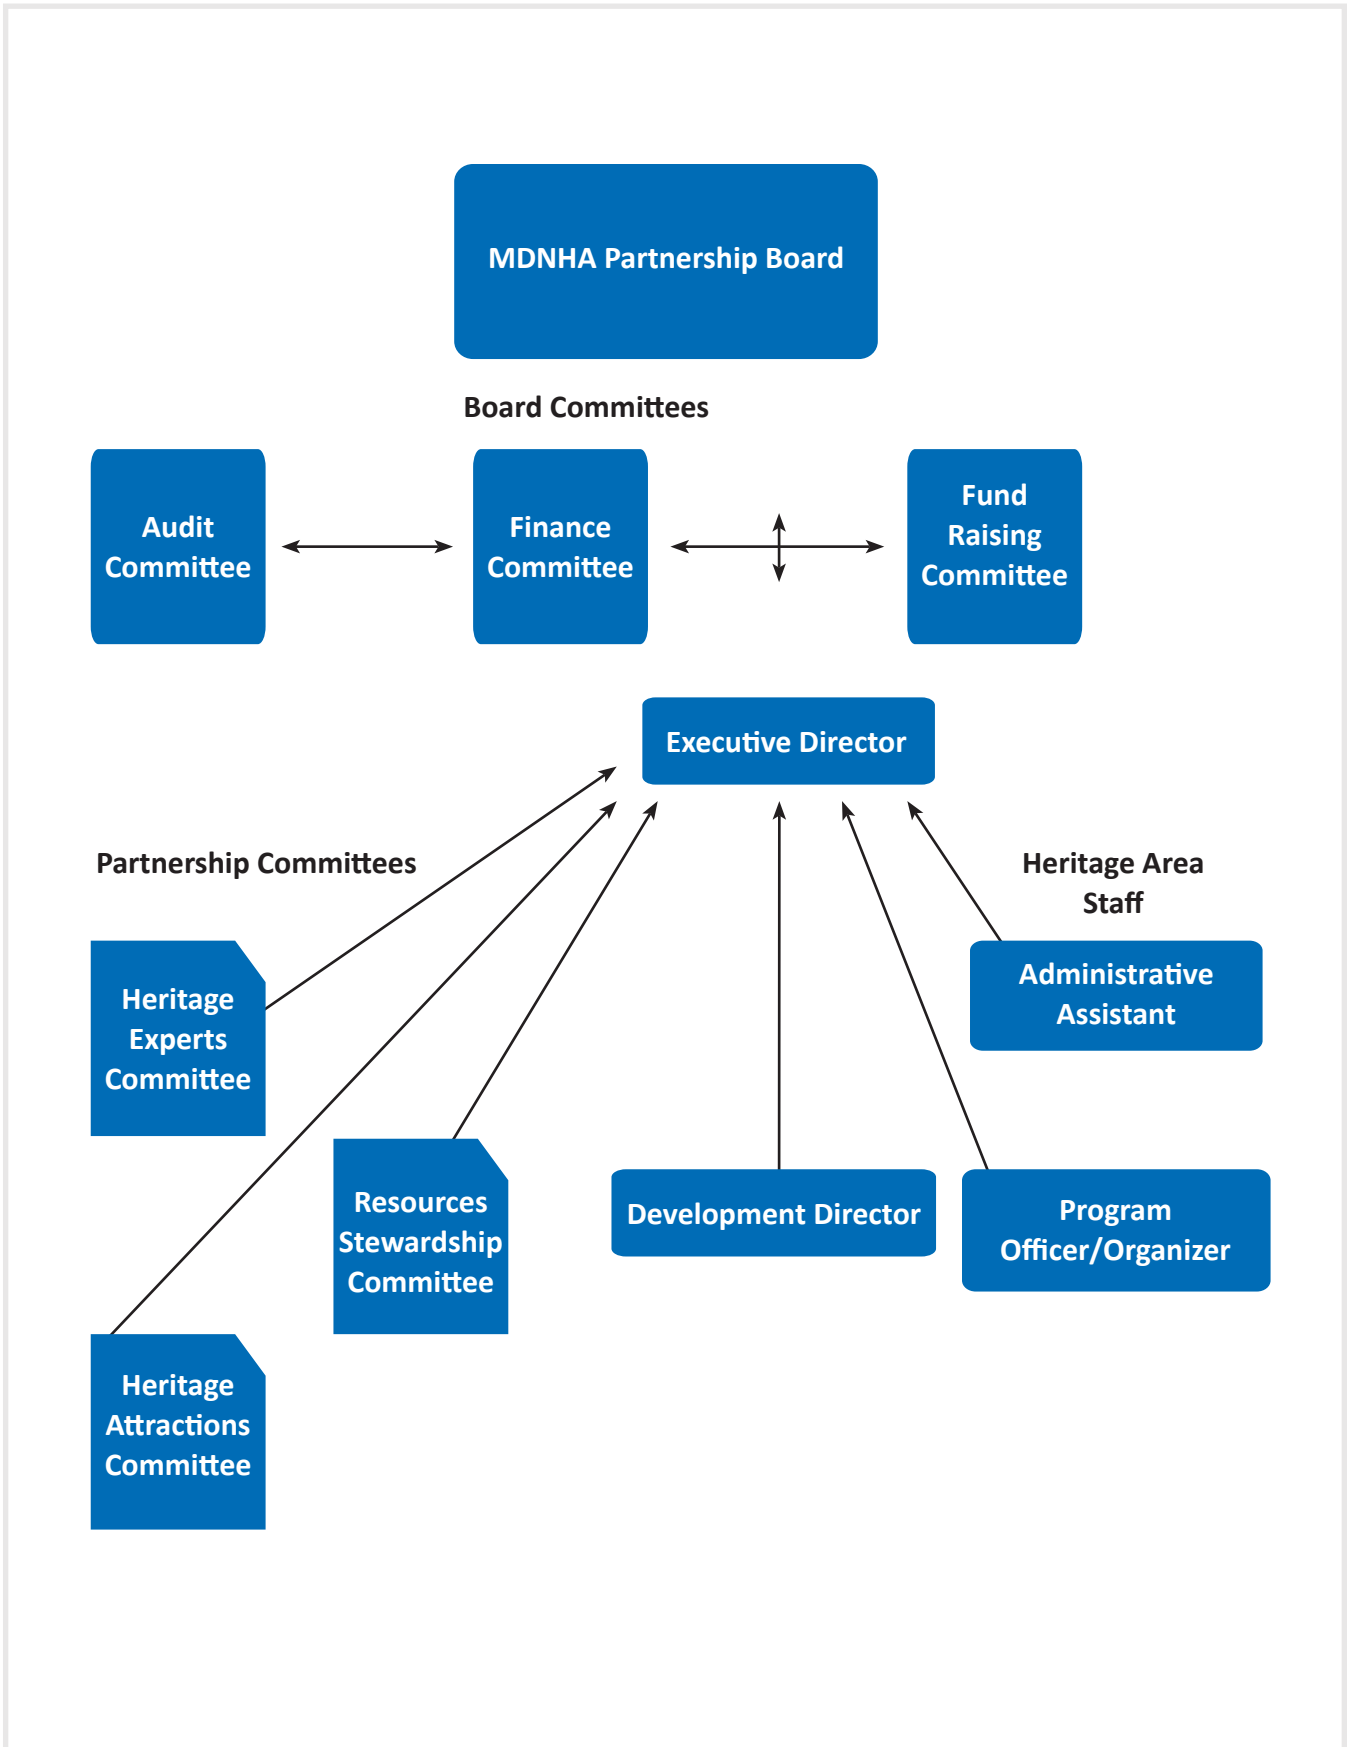 MDNHA Partnership Board
Board Committees
Audit
Committee
Finance
Committee
Fund
Raising
Committee
Executive Director
Partnership Committees
Heritage Area
Staff
Heritage
Experts
Committee
Administrative
Assistant
Resources
Stewardship
Committee
Development Director
Program
Officer/Organizer
Heritage
Attractions
Committee